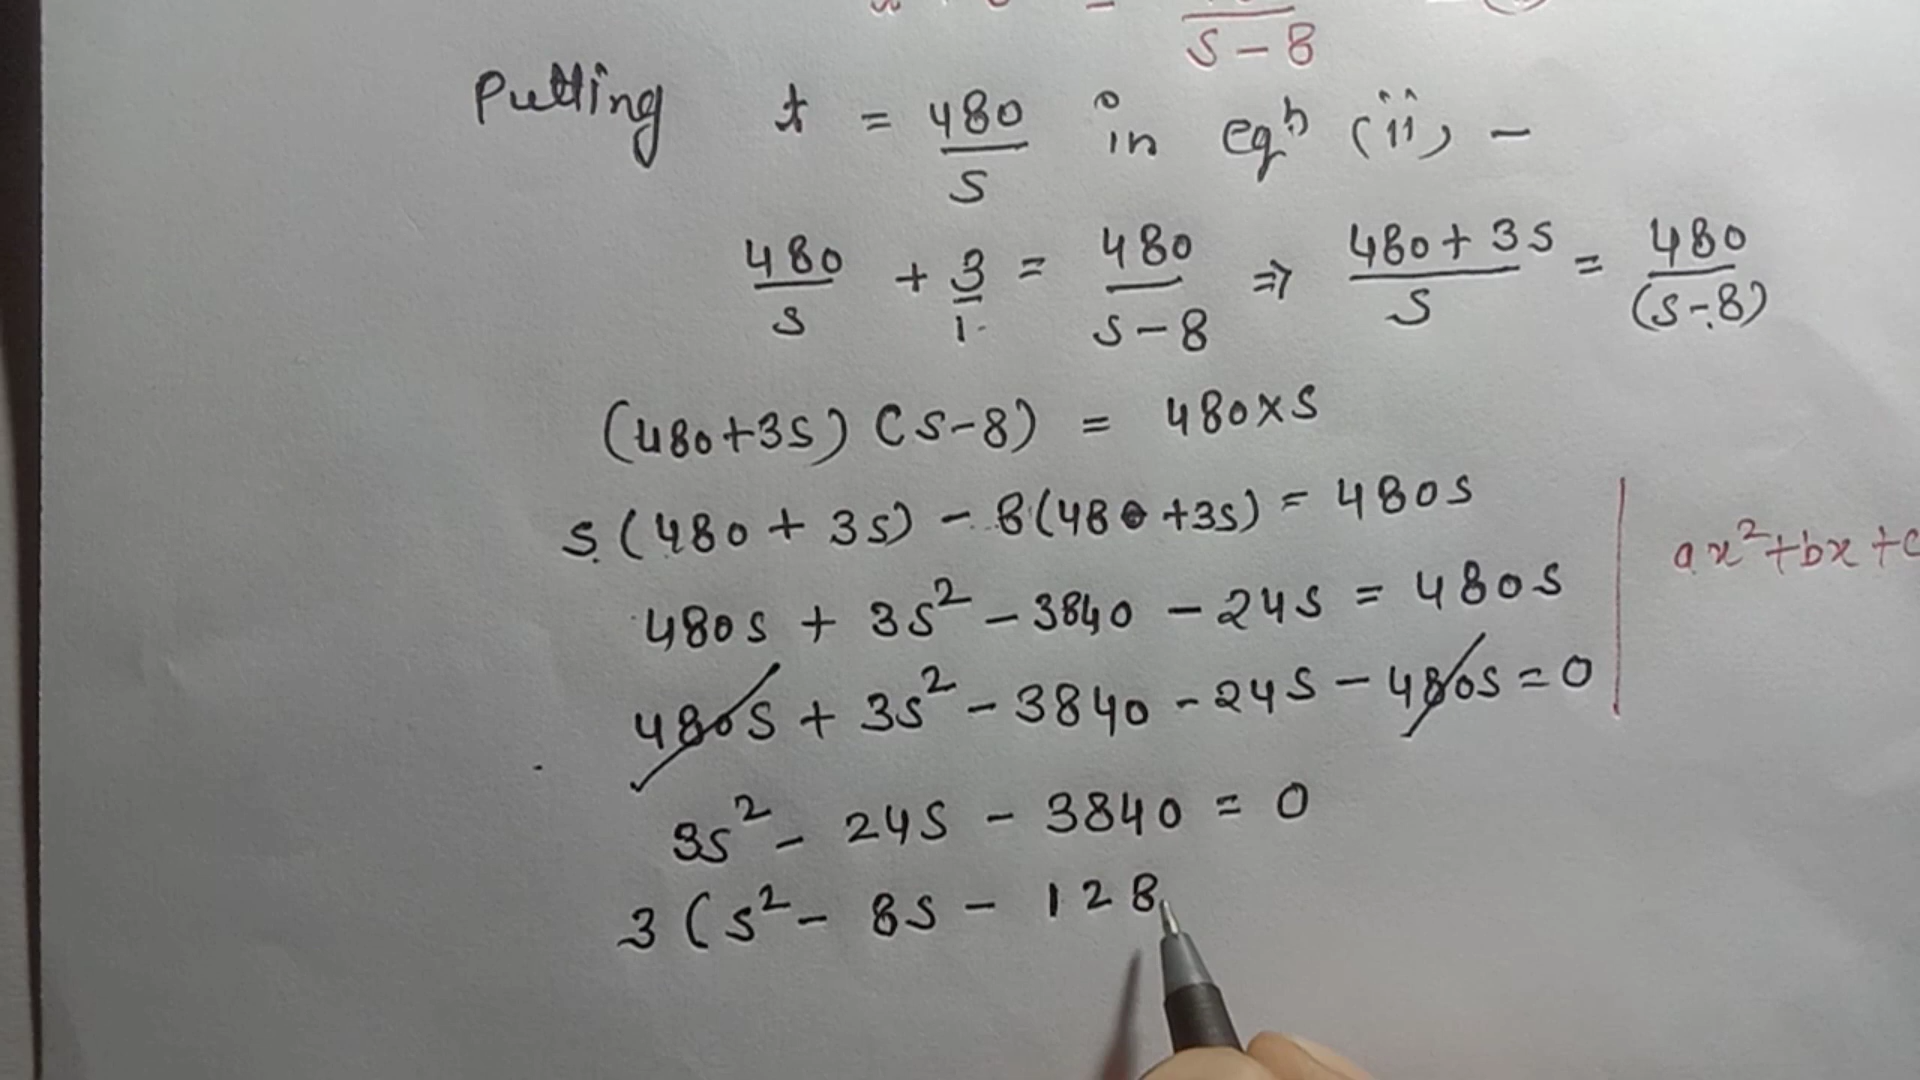 s - 8
Putting t = 480/s in eqn (ii) -
480/s + 3/1 = 480/s-8 ⇒ 480+3s/s = 480/(s-8)
(480+3s) (s-8) = 480×s
s(480 + 3s) - 8(480+3s) = 480s
ax²+bx+c
480s + 3s² - 3840 - 24s = 480s
480s + 3s² - 3840 - 24s - 480s = 0
3s² - 24s - 3840 = 0
3(s² - 8s - 128